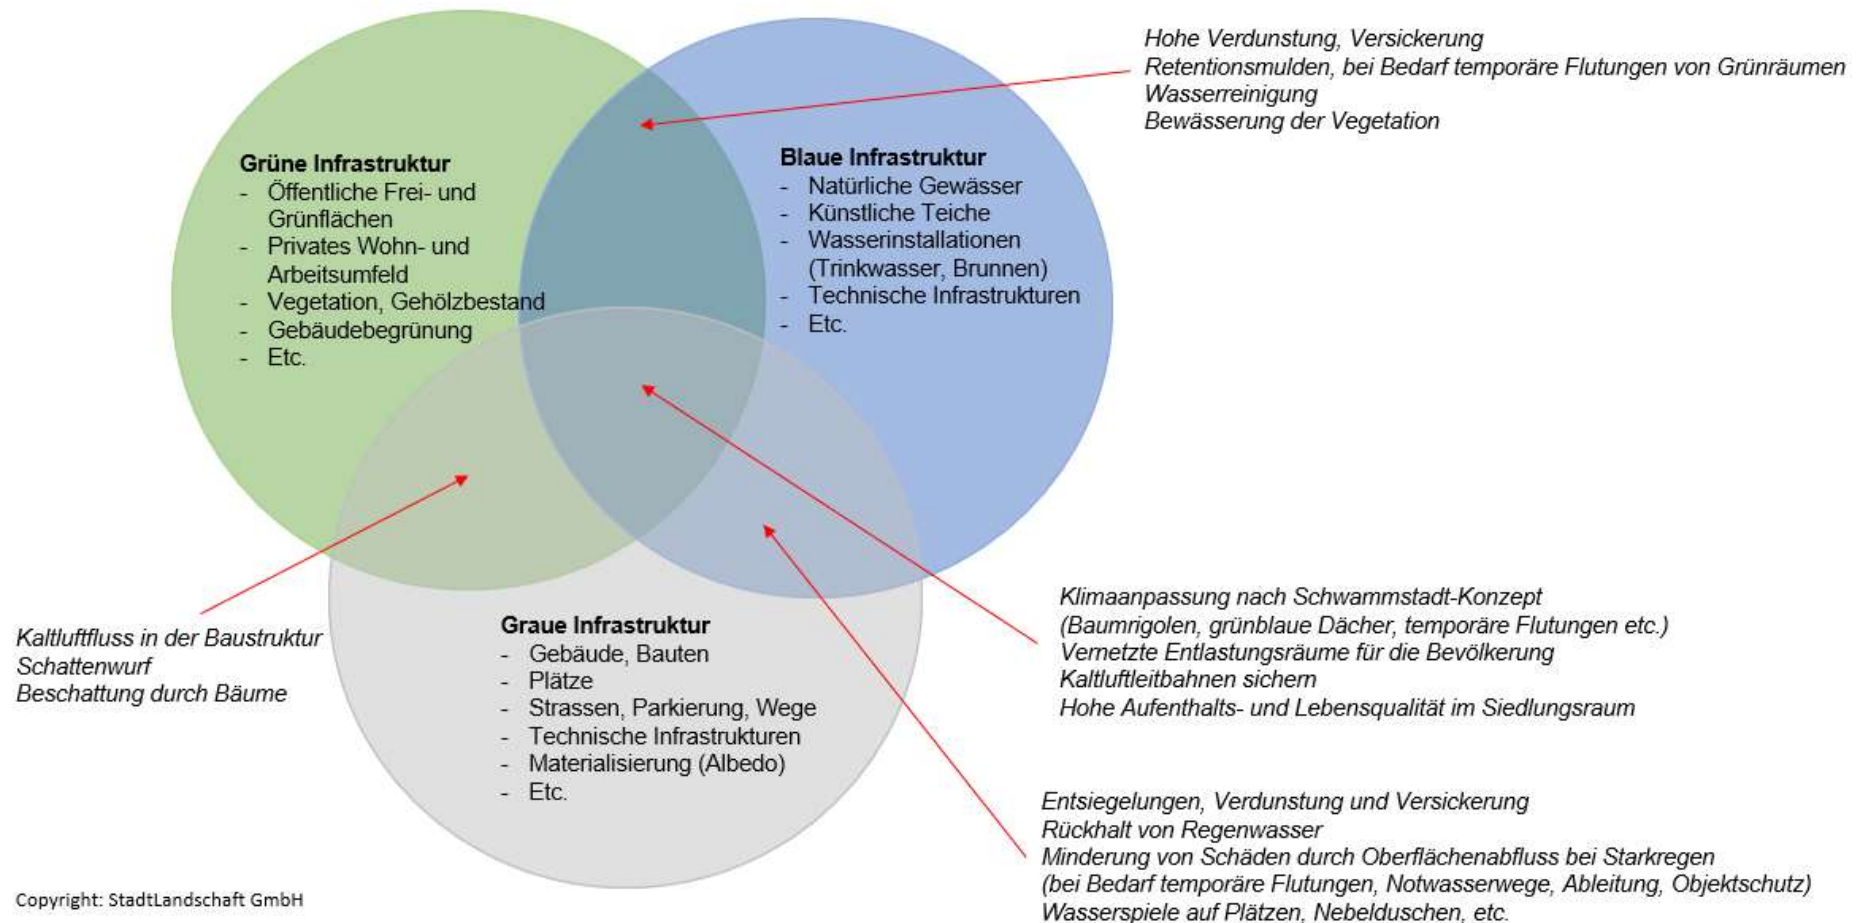 Hohe Verdunstung, Versickerung
Retentionsmulden, bei Bedarf temporäre Flutungen von Grünräumen
Wasserreinigung
Bewässerung der Vegetation
Grüne Infrastruktur
- Öffentliche Frei- und
Grünflächen
- Privates Wohn- und
Arbeitsumfeld
- Vegetation, Gehölzbestand
- Gebäudebegrünung
- Etc.
Blaue Infrastruktur
- Natürliche Gewässer
- Künstliche Teiche
- Wasserinstallationen
(Trinkwasser, Brunnen)
- Technische Infrastrukturen
- Etc.
Kaltluftfluss in der Baustruktur
Schattenwurf
Beschattung durch Bäume
Graue Infrastruktur
- Gebäude, Bauten
- Plätze
- Strassen, Parkierung, Wege
- Technische Infrastrukturen
- Materialisierung (Albedo)
- Etc.
Klimaanpassung nach Schwammstadt-Konzept
(Baumrigolen, grünblaue Dächer, temporäre Flutungen etc.)
Vernetzte Entlastungsräume für die Bevölkerung
Kaltluftleitbahnen sichern
Hohe Aufenthalts- und Lebensqualität im Siedlungsraum
Entsiegelungen, Verdunstung und Versickerung
Rückhalt von Regenwasser
Minderung von Schäden durch Oberflächenabfluss bei Starkregen
(bei Bedarf temporäre Flutungen, Notwasserwege, Ableitung, Objektschutz)
Wasserspiele auf Plätzen, Nebelduschen, etc.
Copyright: StadtLandschaft GmbH